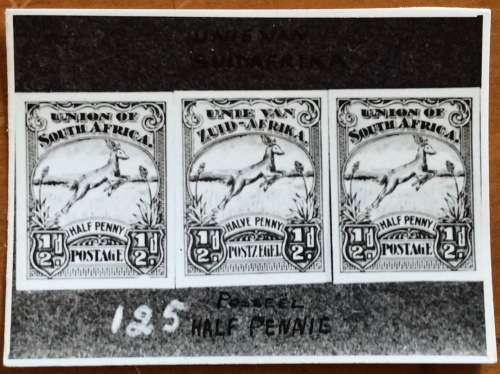 UNIE VAN
SUIDAFRIKA
UNION OF
SOUTH AFRICA.
HALF PENNY
½D ½D
POSTAGE
UNIE VAN
ZUID-AFRIKA.
HALVE PENNY
½D ½D
POSTZEGEL
UNION OF
SOUTH AFRICA.
HALF PENNY
½D ½D
POSTAGE
POSSEEL
125 HALF PENNIE